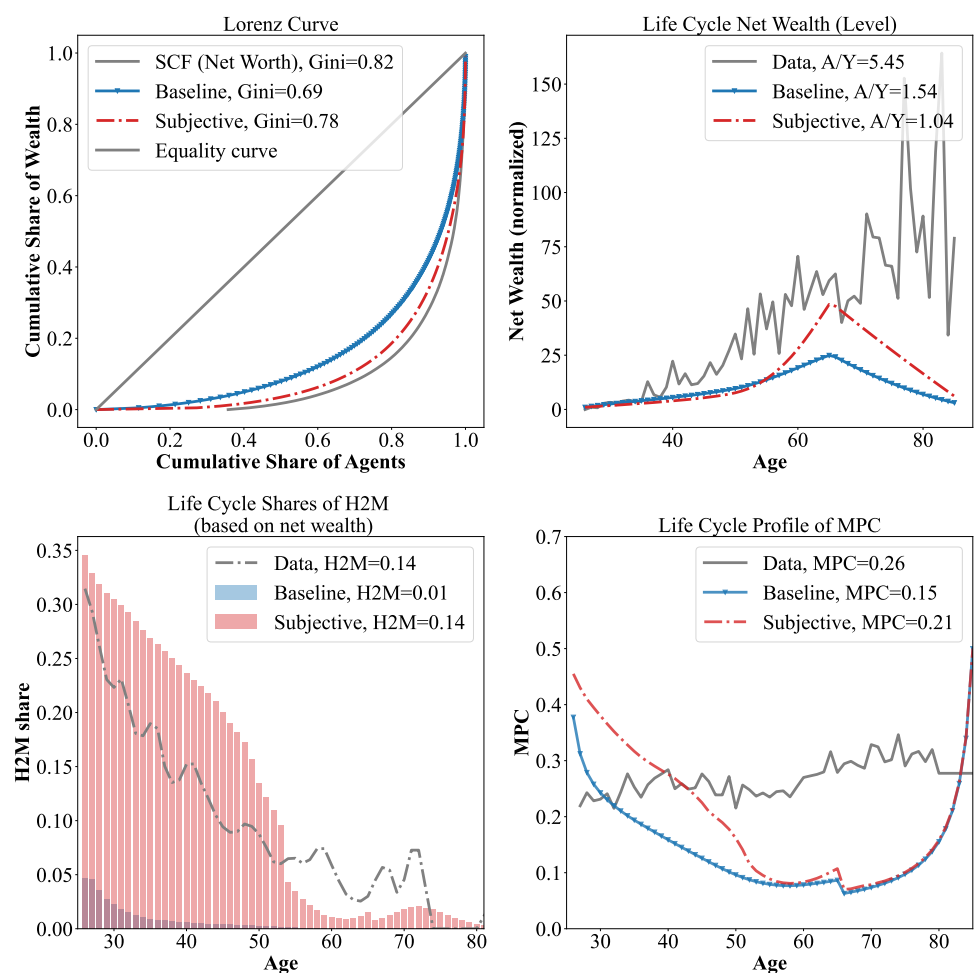 Lorenz Curve
SCF (Net Worth), Gini=0.82
Baseline, Gini=0.69
Subjective, Gini=0.78
Equality curve
Cumulative Share of Wealth
1.0
0.8
0.6
0.4
0.2
0.0
0.0 0.2 0.4 0.6 0.8 1.0
Cumulative Share of Agents
Life Cycle Net Wealth (Level)
Data, A/Y=5.45
Baseline, A/Y=1.54
Subjective, A/Y=1.04
Net Wealth (normalized)
150
125
100
75
50
25
0
40 60 80
Age
Life Cycle Shares of H2M
(based on net wealth)
Data, H2M=0.14
Baseline, H2M=0.01
Subjective, H2M=0.14
H2M share
0.35
0.30
0.25
0.20
0.15
0.10
0.05
0.00
30 40 50 60 70 80
Age
Life Cycle Profile of MPC
Data, MPC=0.26
Baseline, MPC=0.15
Subjective, MPC=0.21
MPC
0.7
0.6
0.5
0.4
0.3
0.2
0.1
0.0
30 40 50 60 70 80
Age